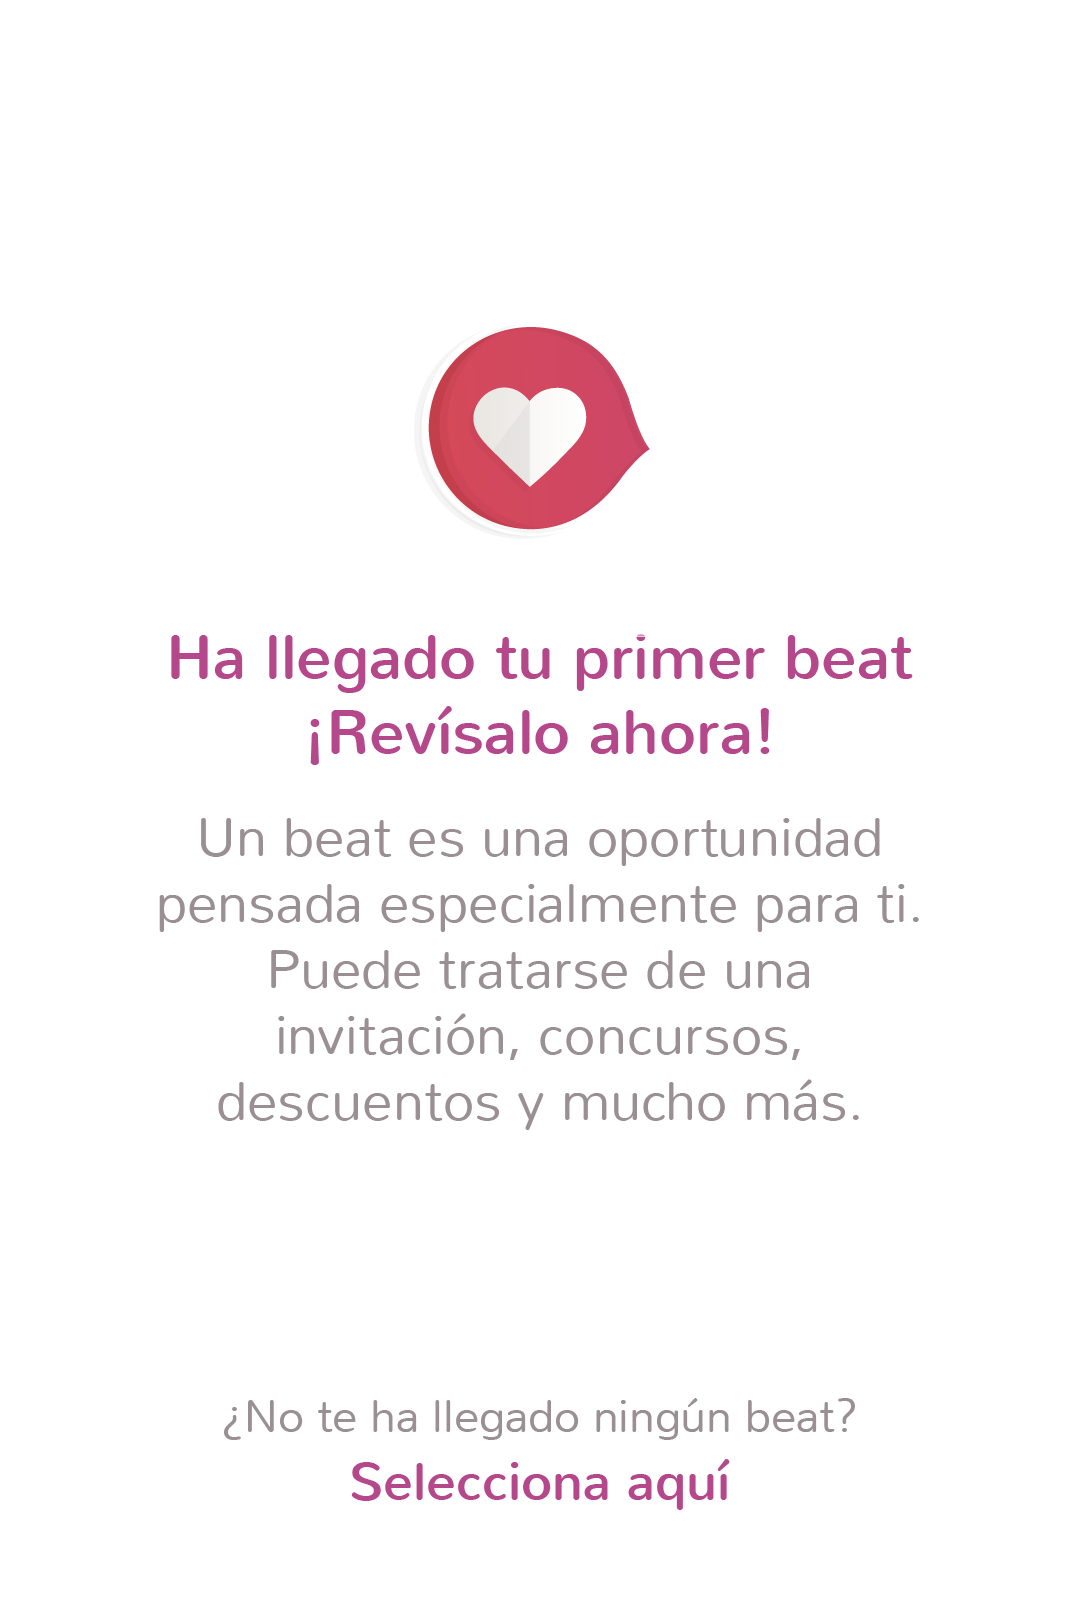 Ha llegado tu primer beat
¡Revísalo ahora!
Un beat es una oportunidad
pensada especialmente para ti.
Puede tratarse de una
invitación, concursos,
descuentos y mucho más.
¿No te ha llegado ningún beat?
Selecciona aquí